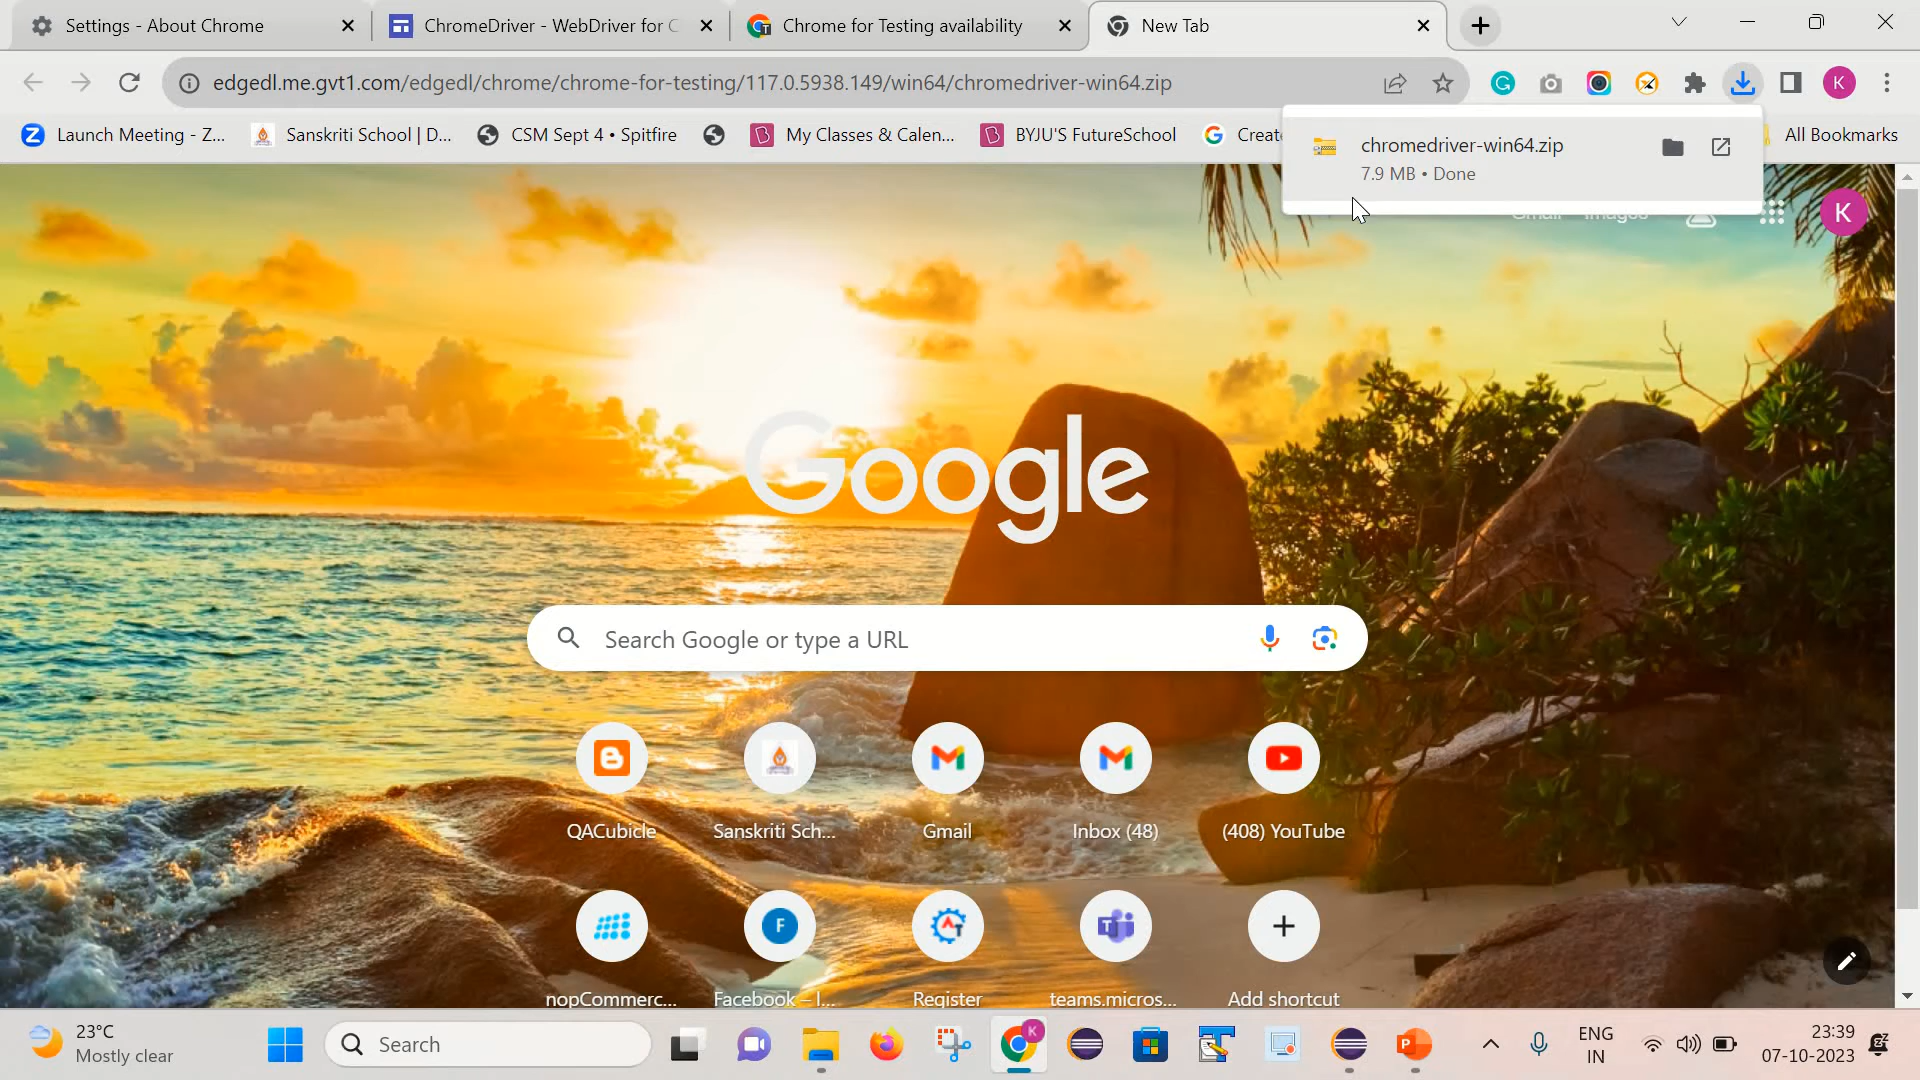 Settings - About Chrome
ChromeDriver - WebDriver for C
Chrome for Testing availability
New Tab
edgedl.me.gvt1.com/edgedl/chrome/chrome-for-testing/117.0.5938.149/win64/chromedriver-win64.zip
K
Launch Meeting - Z...
Sanskriti School | D...
CSM Sept 4 • Spitfire
My Classes & Calen...
BYJU'S FutureSchool
Create
All Bookmarks
chromedriver-win64.zip
7.9 MB • Done
Gmail Images
K
Google
Search Google or type a URL
QACubicle
Sanskriti Sch...
Gmail
Inbox (48)
(408) YouTube
nopCommerc...
Facebook – l...
Register
teams.micros...
Add shortcut
23°C
Mostly clear
Search
ENG
IN
23:39
07-10-2023